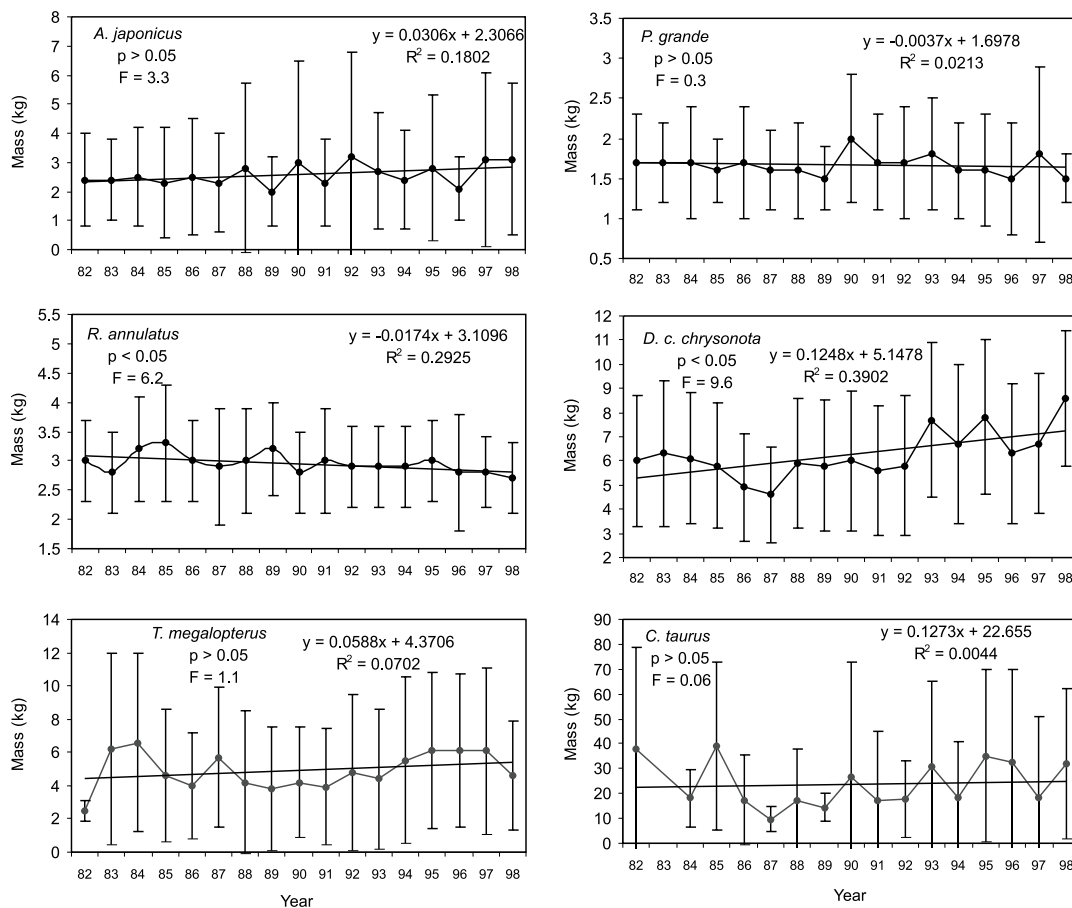 A. japonicus
p > 0.05
F = 3.3
y = 0.0306x + 2.3066
R² = 0.1802
Mass (kg)
8
7
6
5
4
3
2
1
0
82 83 84 85 86 87 88 89 90 91 92 93 94 95 96 97 98
P. grande
p > 0.05
F = 0.3
y = -0.0037x + 1.6978
R² = 0.0213
Mass (kg)
3.5
3
2.5
2
1.5
1
0.5
82 83 84 85 86 87 88 89 90 91 92 93 94 95 96 97 98
R. annulatus
p < 0.05
F = 6.2
y = -0.0174x + 3.1096
R² = 0.2925
Mass (kg)
5.5
5
4.5
4
3.5
3
2.5
2
1.5
82 83 84 85 86 87 88 89 90 91 92 93 94 95 96 97 98
D. c. chrysonota
p < 0.05
F = 9.6
y = 0.1248x + 5.1478
R² = 0.3902
Mass (kg)
12
11
10
9
8
7
6
5
4
3
2
82 83 84 85 86 87 88 89 90 91 92 93 94 95 96 97 98
T. megalopterus
p > 0.05
F = 1.1
y = 0.0588x + 4.3706
R² = 0.0702
Mass (kg)
14
12
10
8
6
4
2
0
82 83 84 85 86 87 88 89 90 91 92 93 94 95 96 97 98
Year
C. taurus
p > 0.05
F = 0.06
y = 0.1273x + 22.655
R² = 0.0044
Mass (kg)
90
80
70
60
50
40
30
20
10
0
82 83 84 85 86 87 88 89 90 91 92 93 94 95 96 97 98
Year